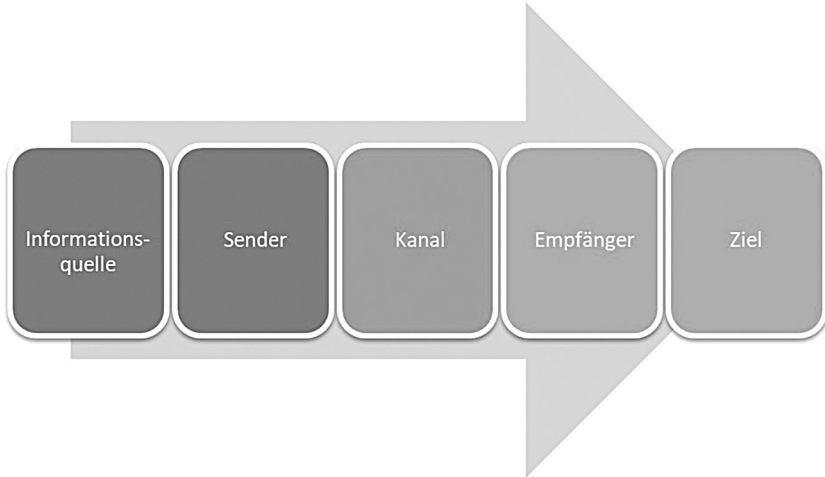 Informations-
quelle
Sender
Kanal
Empfänger
Ziel